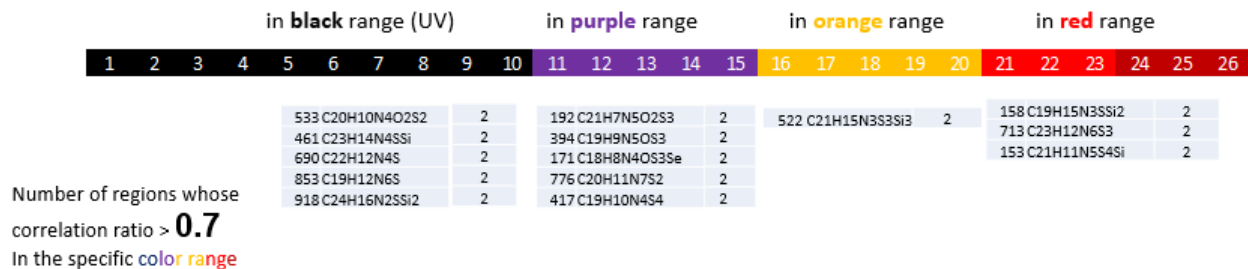 in black range (UV) in purple range in orange range in red range
1 2 3 4 5 6 7 8 9 10 11 12 13 14 15 16 17 18 19 20 21 22 23 24 25 26
533 C20H10N4O2S2 2 192 C21H7N5O2S3 2 522 C21H15N3S3Si3 2 158 C19H15N3SSi2 2
461 C23H14N4SSi 2 394 C19H9N5OS3 2 713 C23H12N6S3 2
690 C22H12N4S 2 171 C18H8N4OS3Se 2 153 C21H11N5S4Si 2
853 C19H12N6S 2 776 C20H11N7S2 2
918 C24H16N2SSi2 2 417 C19H10N4S4 2
Number of regions whose
correlation ratio > 0.7
In the specific color range